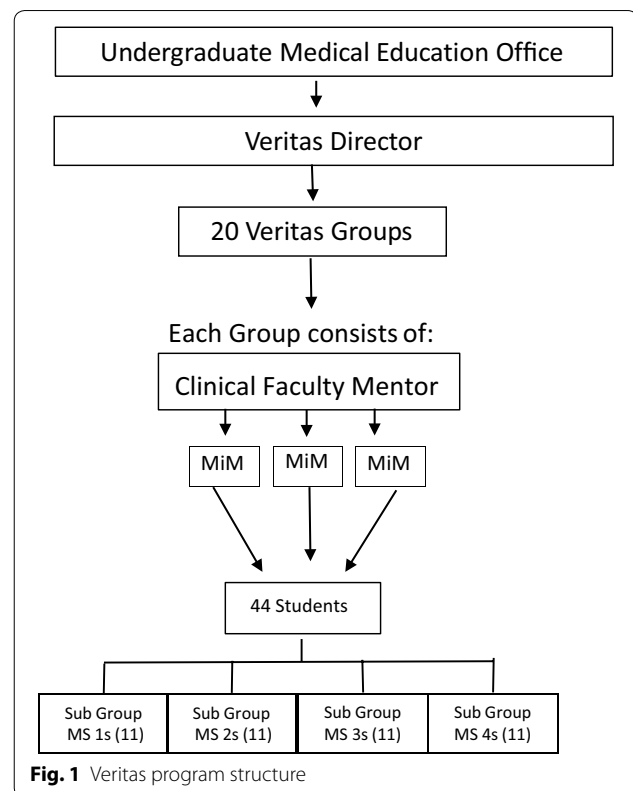 Undergraduate Medical Education Office
Veritas Director
20 Veritas Groups
Each Group consists of:
Clinical Faculty Mentor
MiM MiM MiM
44 Students
Sub Group Sub Group Sub Group Sub Group
MS 1s (11) MS 2s (11) MS 3s (11) MS 4s (11)
Fig. 1 Veritas program structure